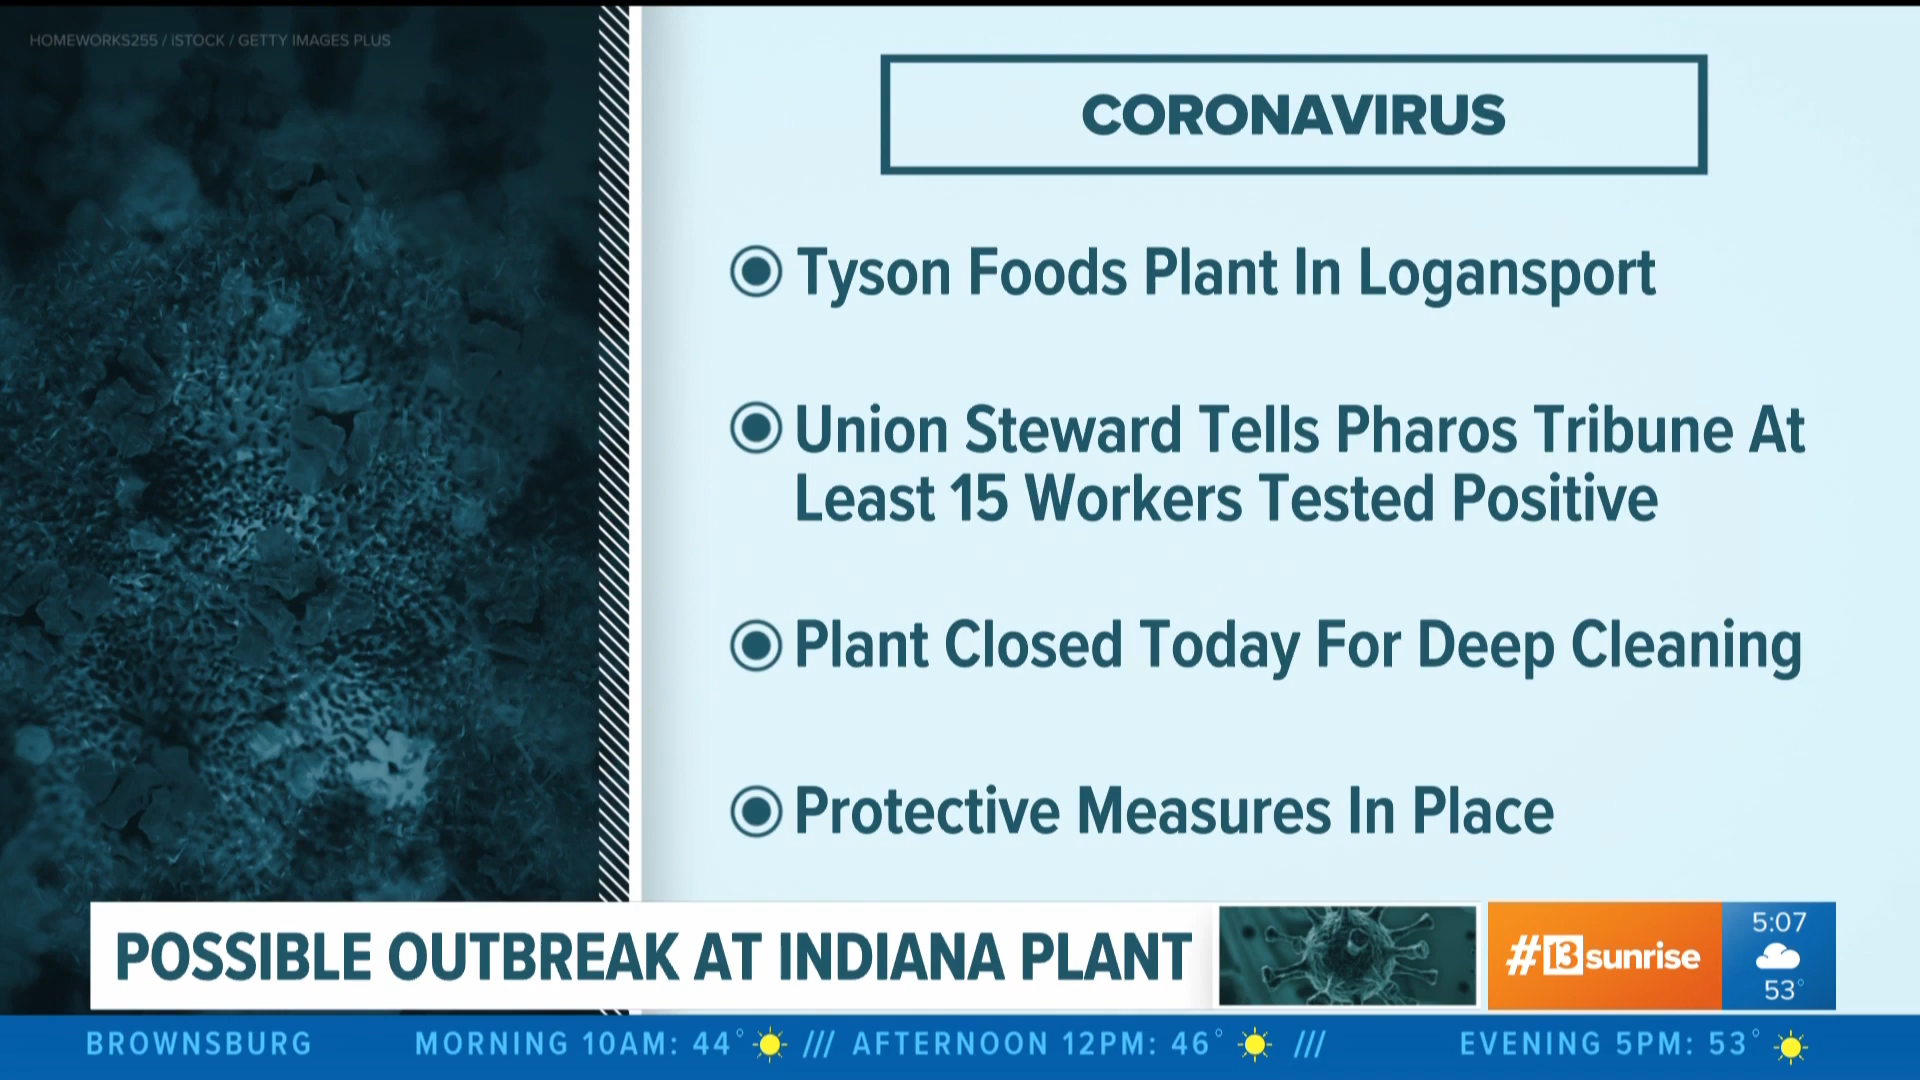 HOMEWORKS255 / iSTOCK / GETTY IMAGES PLUS
CORONAVIRUS
Tyson Foods Plant In Logansport
Union Steward Tells Pharos Tribune At
Least 15 Workers Tested Positive
Plant Closed Today For Deep Cleaning
Protective Measures In Place
POSSIBLE OUTBREAK AT INDIANA PLANT
#13sunrise
5:07
53°
BROWNSBURG MORNING 10AM: 44° /// AFTERNOON 12PM: 46° /// EVENING 5PM: 53°